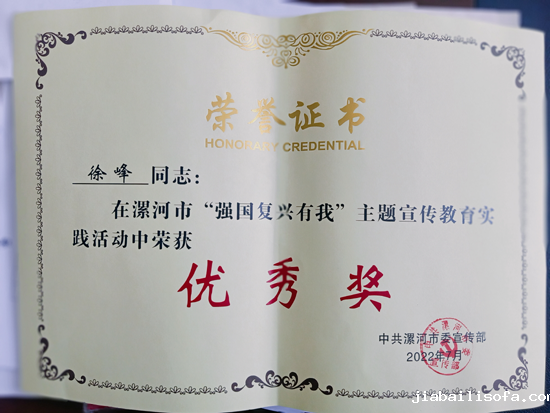 荣誉证书
HONORARY CREDENTIAL
徐峰 同志：
在漯河市“强国复兴有我”主题宣传教育实
践活动中荣获
优秀奖
中共漯河市委宣传部
2022年7月
jiabailisofa.com